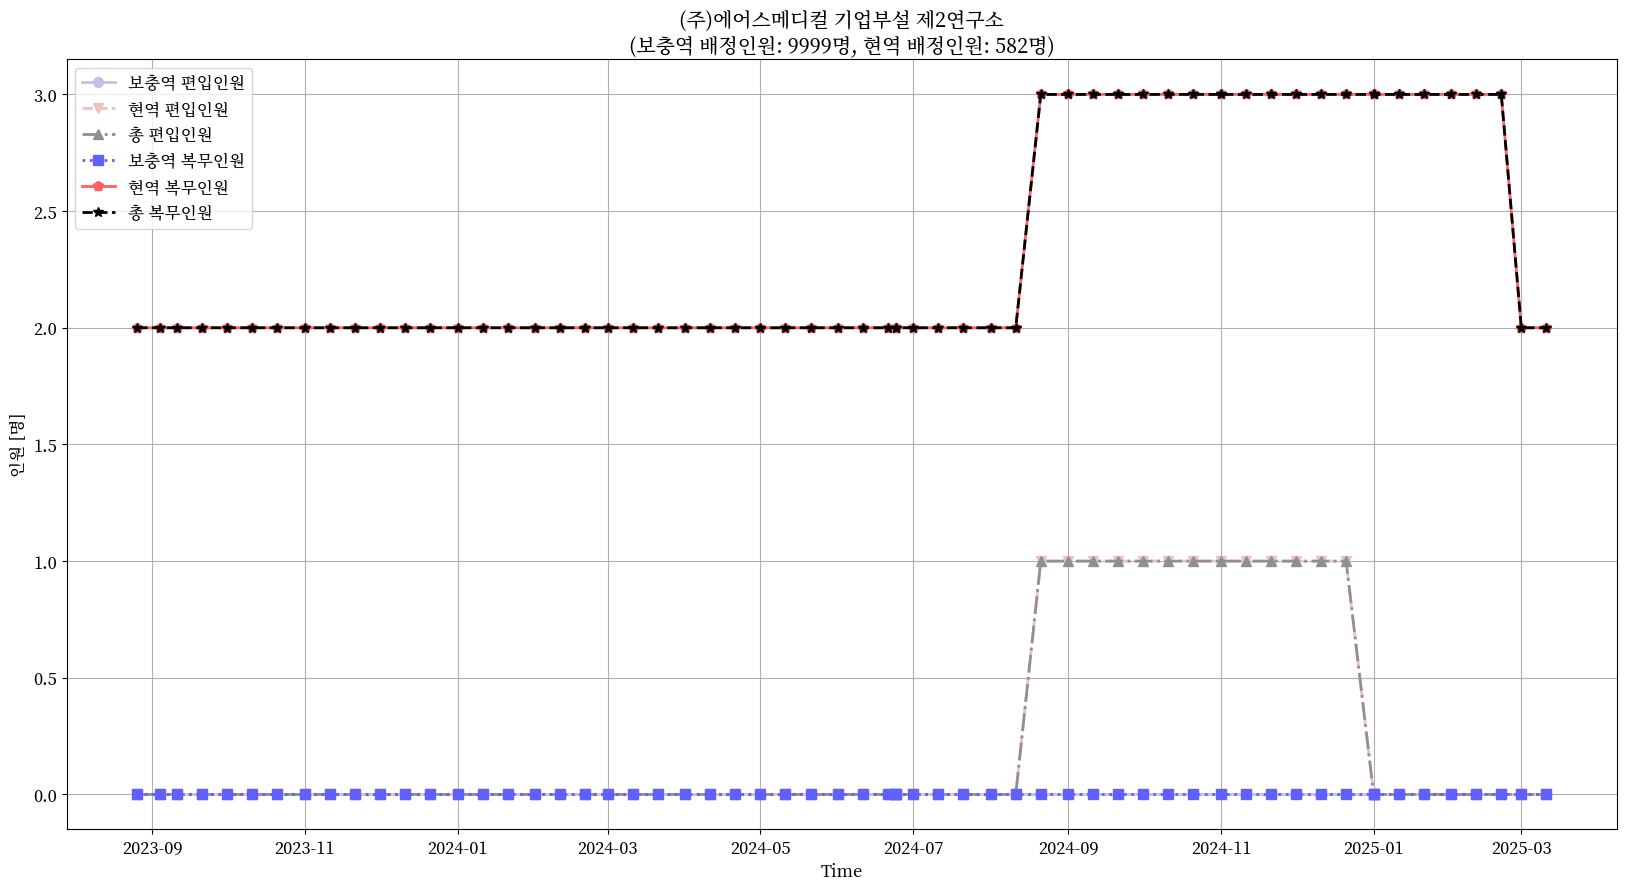 (주)에어스메디컬 기업부설 제2연구소
(보충역 배정인원: 9999명, 현역 배정인원: 582명)
보충역 편입인원
현역 편입인원
총 편입인원
보충역 복무인원
현역 복무인원
총 복무인원
3.0
2.5
2.0
1.5
1.0
0.5
0.0
인원 [명]
2023-09 2023-11 2024-01 2024-03 2024-05 2024-07 2024-09 2024-11 2025-01 2025-03
Time